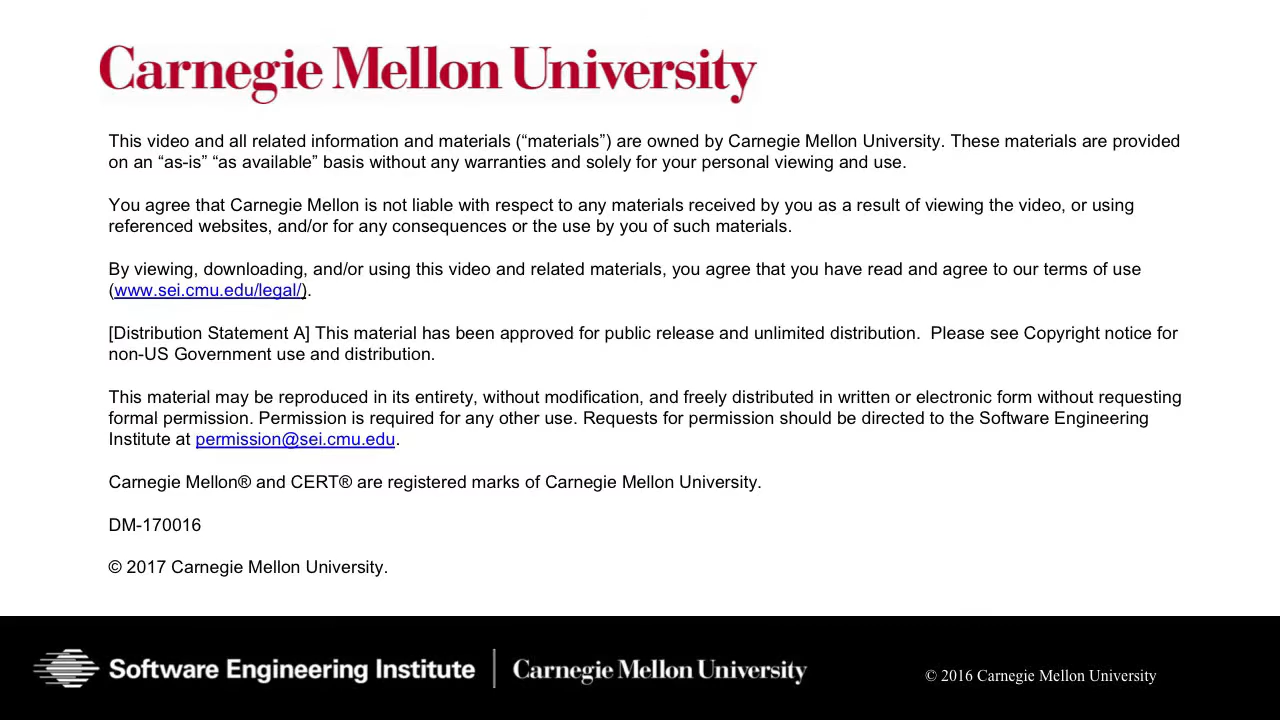 Carnegie Mellon University
This video and all related information and materials (“materials”) are owned by Carnegie Mellon University. These materials are provided
on an “as-is” “as available” basis without any warranties and solely for your personal viewing and use.
You agree that Carnegie Mellon is not liable with respect to any materials received by you as a result of viewing the video, or using
referenced websites, and/or for any consequences or the use by you of such materials.
By viewing, downloading, and/or using this video and related materials, you agree that you have read and agree to our terms of use
(www.sei.cmu.edu/legal/).
[Distribution Statement A] This material has been approved for public release and unlimited distribution.  Please see Copyright notice for
non-US Government use and distribution.
This material may be reproduced in its entirety, without modification, and freely distributed in written or electronic form without requesting
formal permission. Permission is required for any other use. Requests for permission should be directed to the Software Engineering
Institute at permission@sei.cmu.edu.
Carnegie Mellon® and CERT® are registered marks of Carnegie Mellon University.
DM-170016
© 2017 Carnegie Mellon University.
Software Engineering Institute | Carnegie Mellon University
© 2016 Carnegie Mellon University